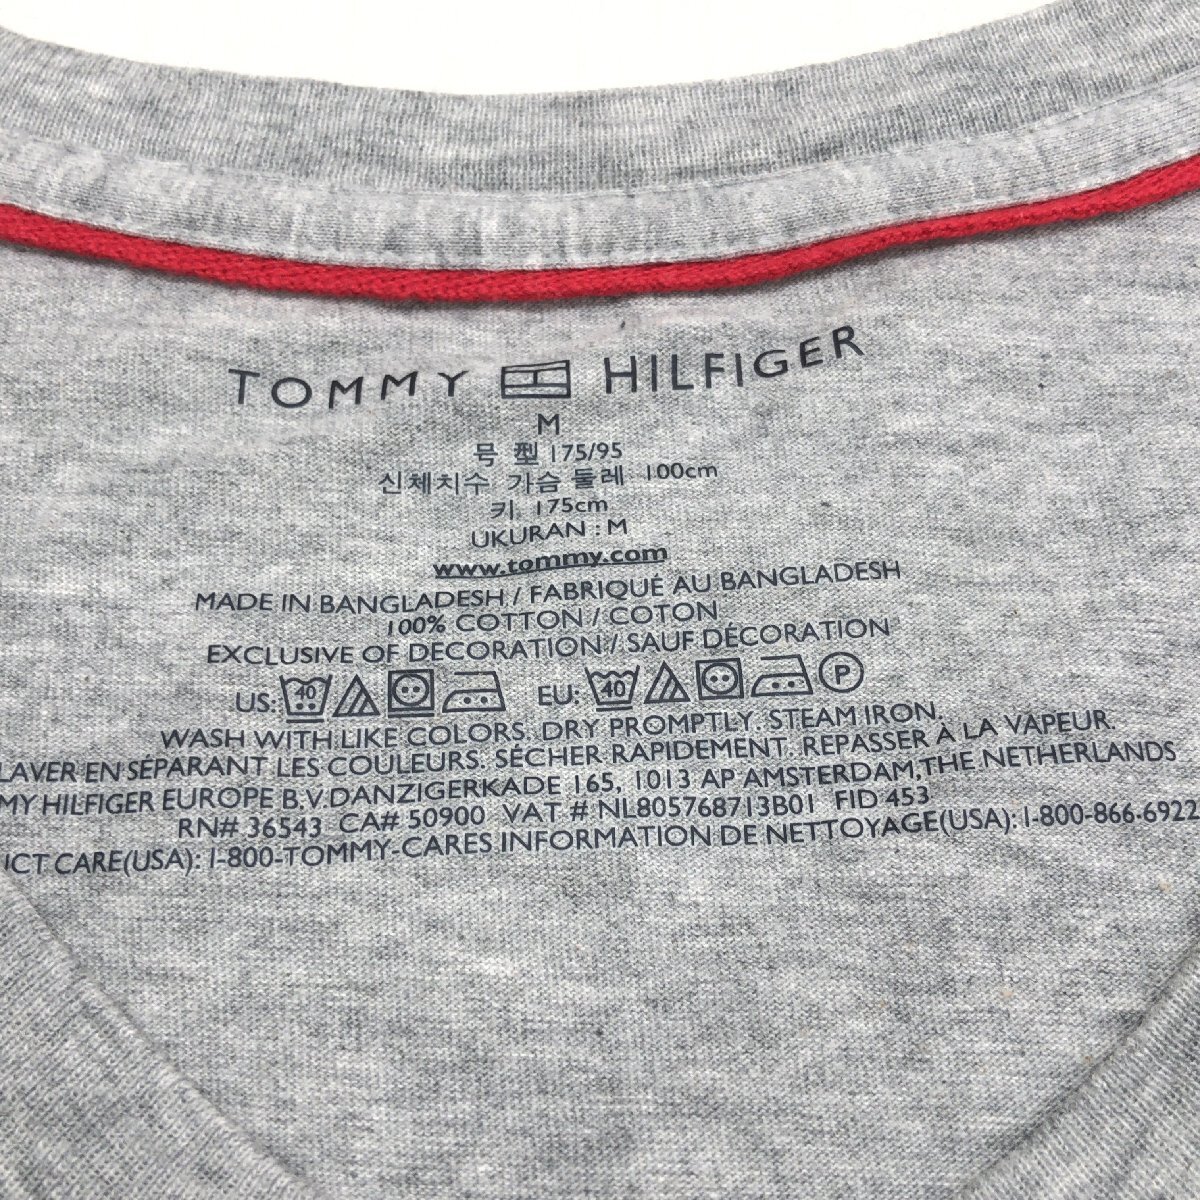 TOMMY HILFIGER
M
号 型 175/95
신체치수 가슴 둘레 100cm
키 175cm
UKURAN : M
www.tommy.com
MADE IN BANGLADESH / FABRIQUÉ AU BANGLADESH
100% COTTON / COTON
EXCLUSIVE OF DECORATION / SAUF DÉCORATION
US: 40 EU: 40 P
WASH WITH LIKE COLORS. DRY PROMPTLY. STEAM IRON.
LAVER EN SÉPARANT LES COULEURS. SÉCHER RAPIDEMENT. REPASSER À LA VAPEUR.
MY HILFIGER EUROPE B.V. DANZIGERKADE 165, 1013 AP AMSTERDAM, THE NETHERLANDS
RN# 36543 CA# 50900 VAT # NL805768713B01 FID 453
ICT CARE(USA): 1-800-TOMMY-CARES INFORMATION DE NETTOYAGE(USA): 1-800-866-6922